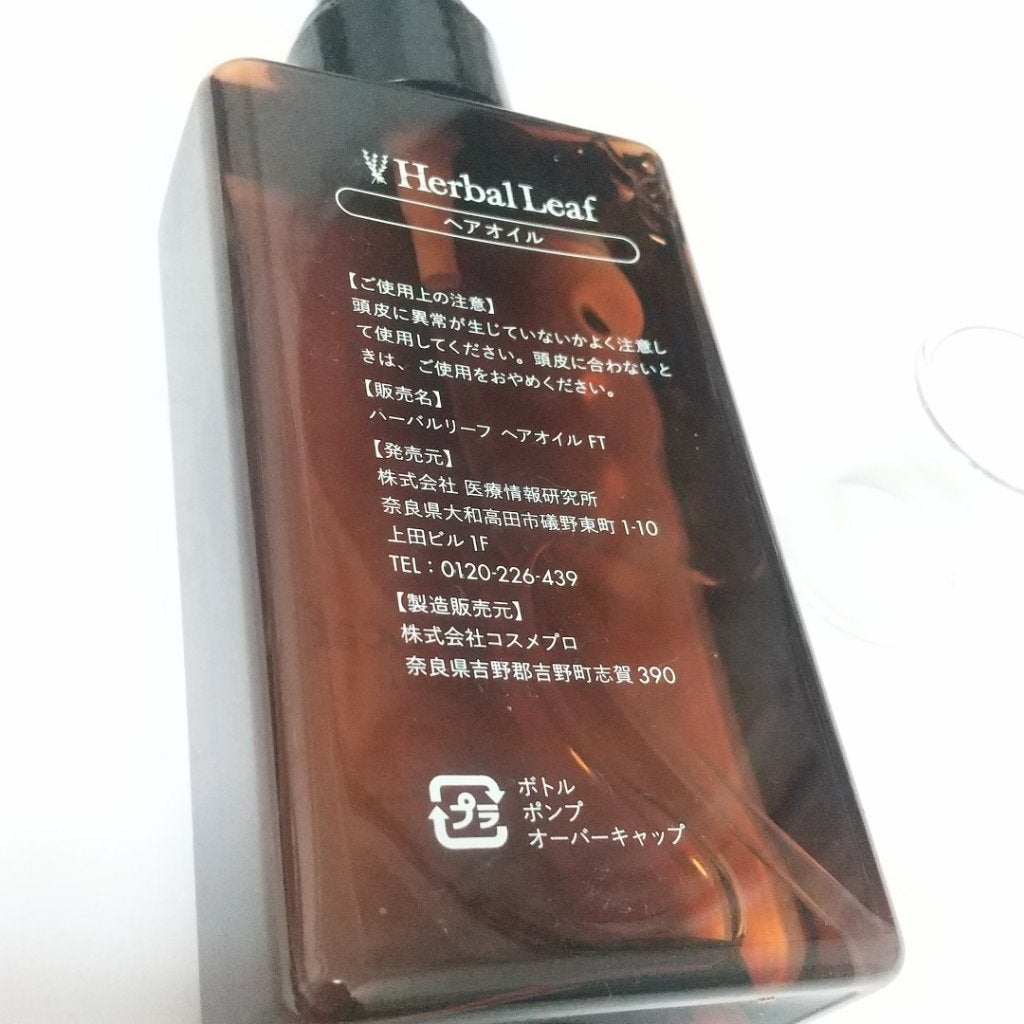 Herbal Leaf
ヘアオイル
【ご使用上の注意】
頭皮に異常が生じていないかよく注意し
て使用してください。頭皮に合わないと
きは、ご使用をおやめください。
【販売名】
ハーバルリーフ ヘアオイル FT
【発売元】
株式会社 医療情報研究所
奈良県大和高田市礒野東町 1-10
上田ビル 1F
TEL：0120-226-439
【製造販売元】
株式会社コスメプロ
奈良県吉野郡吉野町志賀 390
プラ
ボトル
ポンプ
オーバーキャップ